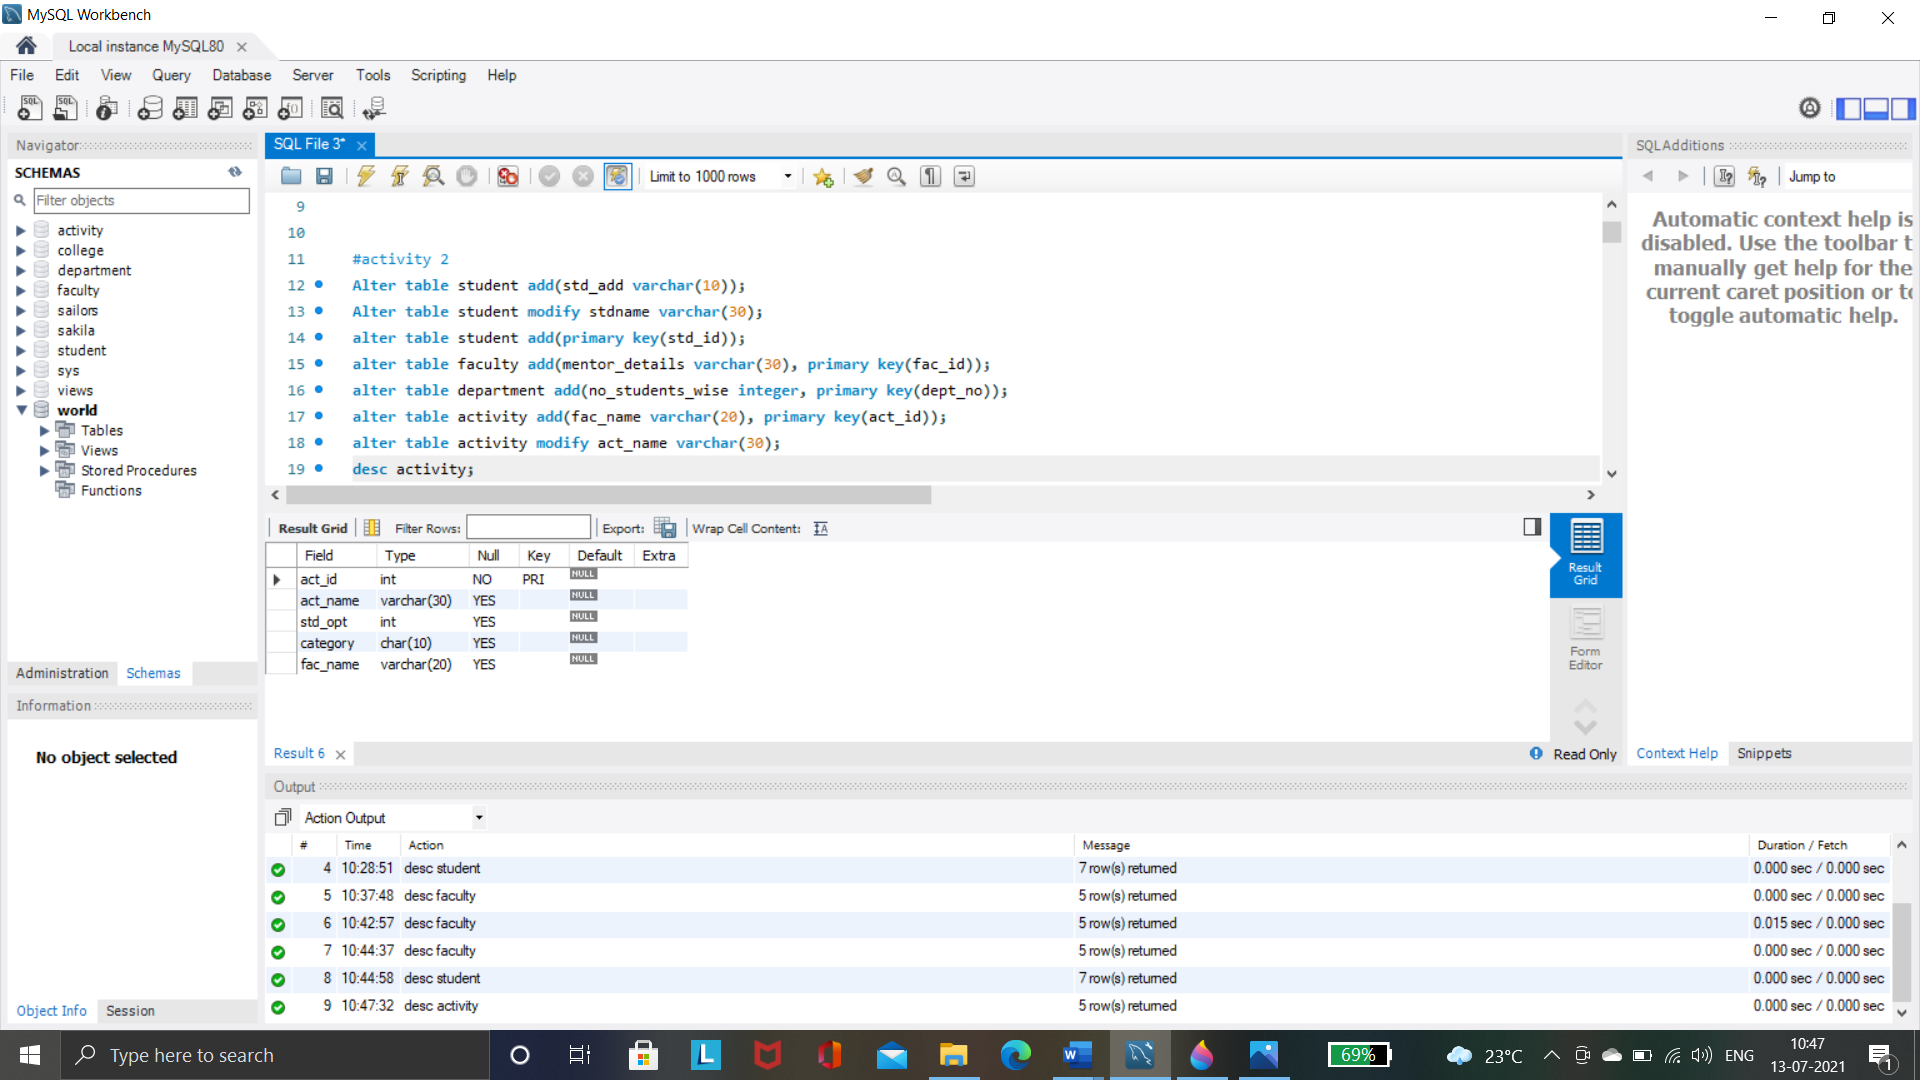 MySQL Workbench
Local instance MySQL80
File Edit View Query Database Server Tools Scripting Help
Navigator
SCHEMAS
Filter objects
activity
college
department
faculty
sailors
sakila
student
sys
views
world
Tables
Views
Stored Procedures
Functions
Administration Schemas
Information
No object selected
Object Info Session
SQL File 3*
Limit to 1000 rows
9
10
11 #activity 2
12 Alter table student add(std_add varchar(10));
13 Alter table student modify stdname varchar(30);
14 alter table student add(primary key(std_id));
15 alter table faculty add(mentor_details varchar(30), primary key(fac_id));
16 alter table department add(no_students_wise integer, primary key(dept_no));
17 alter table activity add(fac_name varchar(20), primary key(act_id));
18 alter table activity modify act_name varchar(30);
19 desc activity;
Result Grid Filter Rows: Export: Wrap Cell Content:
Field Type Null Key Default Extra
act_id int NO PRI NULL
act_name varchar(30) YES NULL
std_opt int YES NULL
category char(10) YES NULL
fac_name varchar(20) YES NULL
Result
Grid
Form
Editor
Result 6
Read Only
SQLAdditions
Jump to
Automatic context help is
disabled. Use the toolbar t
manually get help for the
current caret position or to
toggle automatic help.
Context Help Snippets
Output
Action Output
# Time Action Message Duration / Fetch
4 10:28:51 desc student 7 row(s) returned 0.000 sec / 0.000 sec
5 10:37:48 desc faculty 5 row(s) returned 0.000 sec / 0.000 sec
6 10:42:57 desc faculty 5 row(s) returned 0.015 sec / 0.000 sec
7 10:44:37 desc faculty 5 row(s) returned 0.000 sec / 0.000 sec
8 10:44:58 desc student 7 row(s) returned 0.000 sec / 0.000 sec
9 10:47:32 desc activity 5 row(s) returned 0.000 sec / 0.000 sec
Type here to search
69%
23°C
ENG
10:47
13-07-2021
1